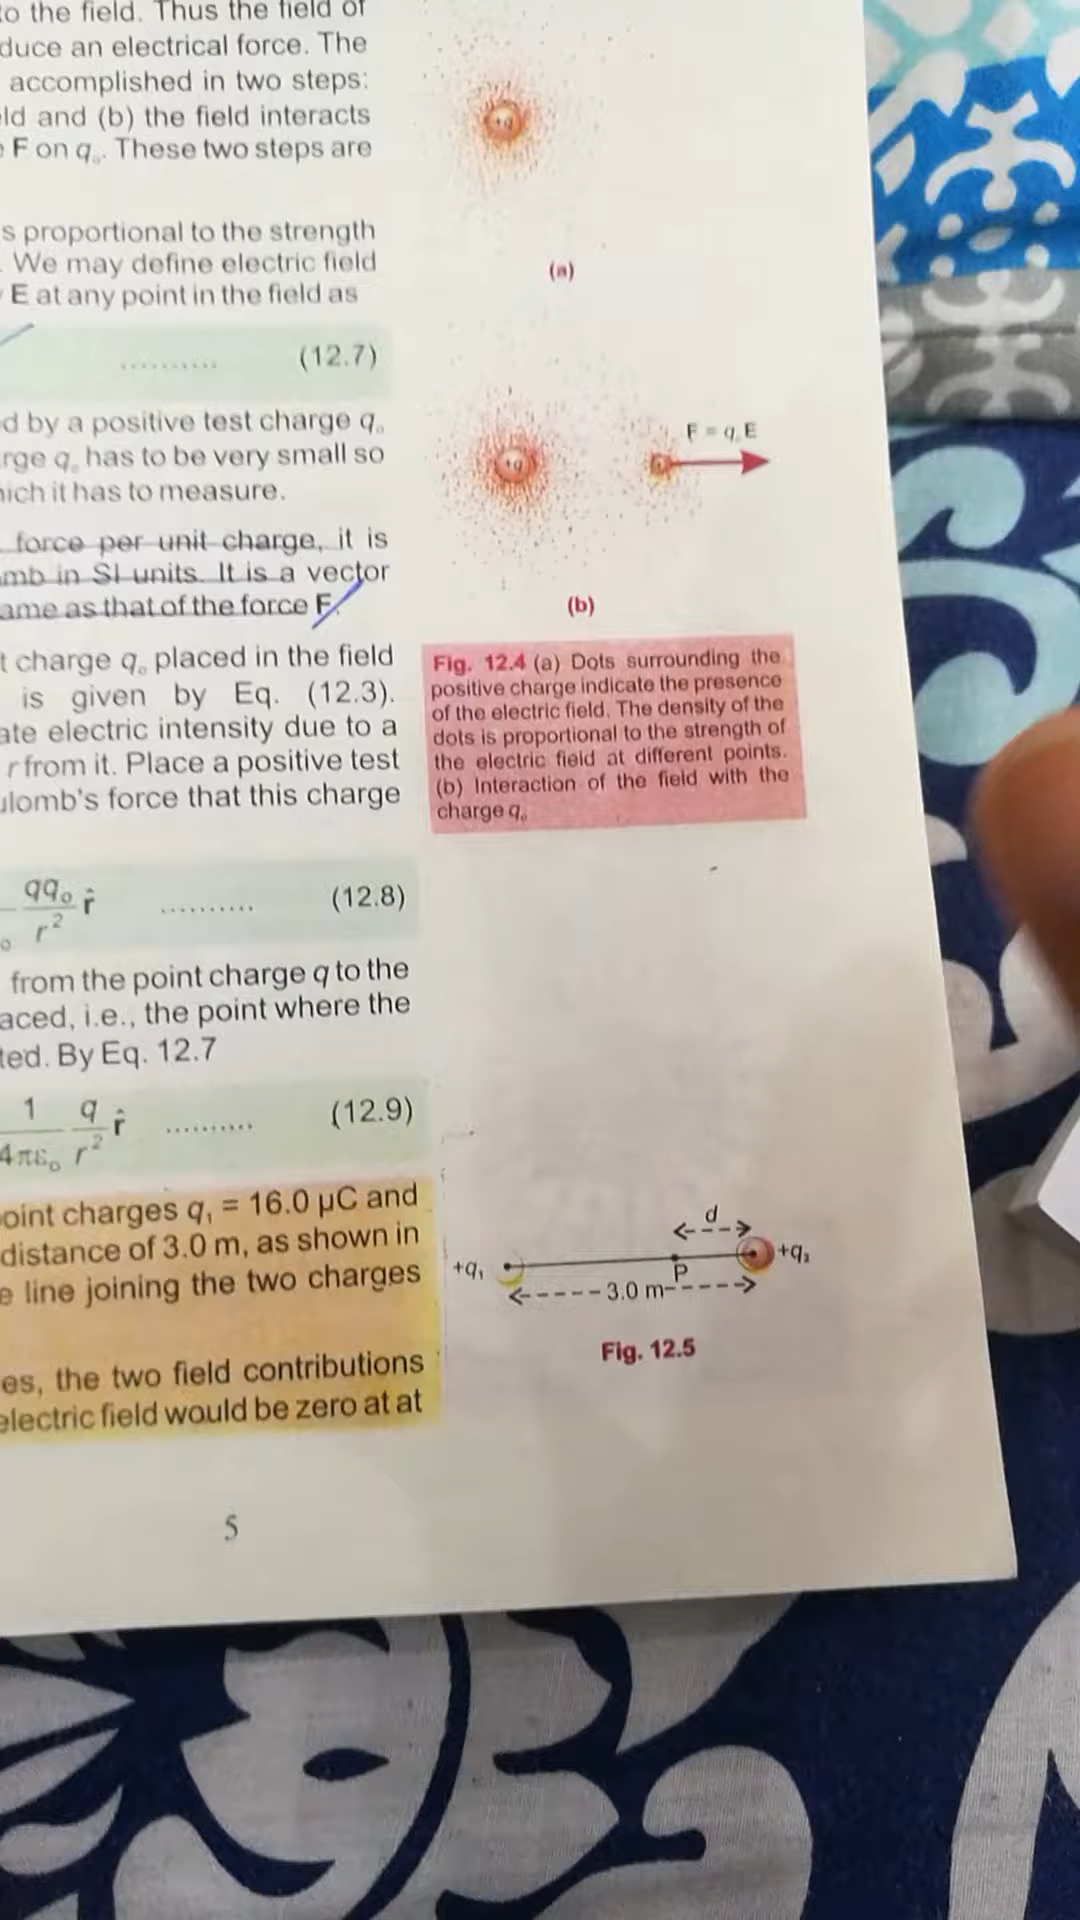 to the field. Thus the field of
duce an electrical force. The
accomplished in two steps:
ld and (b) the field interacts
F on qₒ. These two steps are
s proportional to the strength
. We may define electric field
E at any point in the field as
.......... (12.7)
d by a positive test charge qₒ
rge qₒ has to be very small so
hich it has to measure.
force per unit charge, it is
mb in SI units. It is a vector
ame as that of the force F.
t charge qₒ placed in the field
is given by Eq. (12.3).
ate electric intensity due to a
r from it. Place a positive test
ulomb's force that this charge
qqₒ/r² r̂ .......... (12.8)
from the point charge q to the
aced, i.e., the point where the
ted. By Eq. 12.7
1/4πεₒ q/r² r̂ .......... (12.9)
oint charges q₁ = 16.0 μC and
distance of 3.0 m, as shown in
e line joining the two charges
es, the two field contributions
electric field would be zero at at
5
+q
(a)
+q
F = qₒE
(b)
Fig. 12.4 (a) Dots surrounding the
positive charge indicate the presence
of the electric field. The density of the
dots is proportional to the strength of
the electric field at different points.
(b) Interaction of the field with the
charge qₒ
d
+q₁
P
+q₂
3.0 m
Fig. 12.5